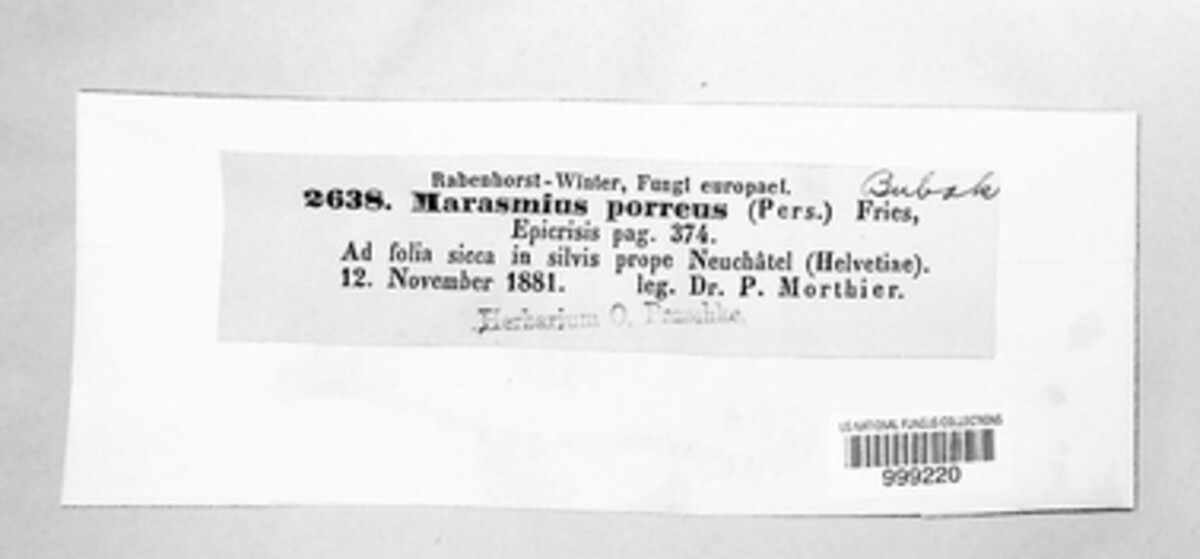 Rabenhorst-Winter, Fungi europaei.
Bubak
2638. Marasmius porreus (Pers.) Fries,
Epicrisis pag. 374.
Ad folia sicca in silvis prope Neuchâtel (Helvetiae).
12. November 1881. leg. Dr. P. Morthier.
Herbarium O.
US NATIONAL FUNGUS COLLECTIONS
999220